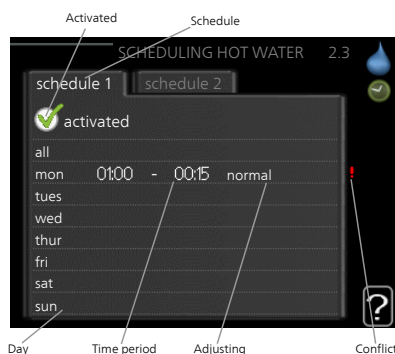 Activated Schedule
SCHEDULING HOT WATER 2.3
schedule 1 schedule 2
activated
all
mon 01:00 - 00:15 normal !
tues
wed
thur
fri
sat
sun
?
Day Time period Adjusting Conflict